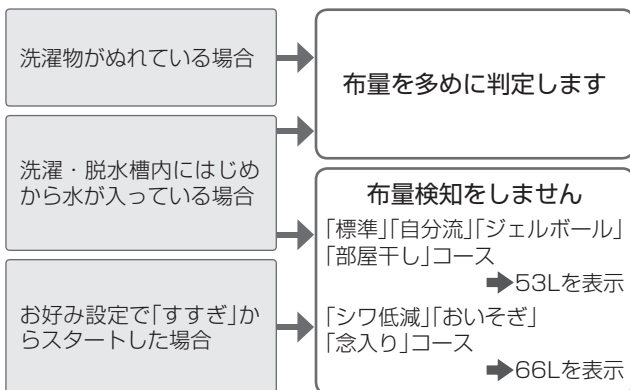 洗濯物がぬれている場合
布量を多めに判定します
洗濯・脱水槽内にはじめ
から水が入っている場合
布量検知をしません
「標準」「自分流」「ジェルボール」
「部屋干し」コース
➡53Lを表示
お好み設定で「すすぎ」か
らスタートした場合
「シワ低減」「おいそぎ」
「念入り」コース
➡66Lを表示